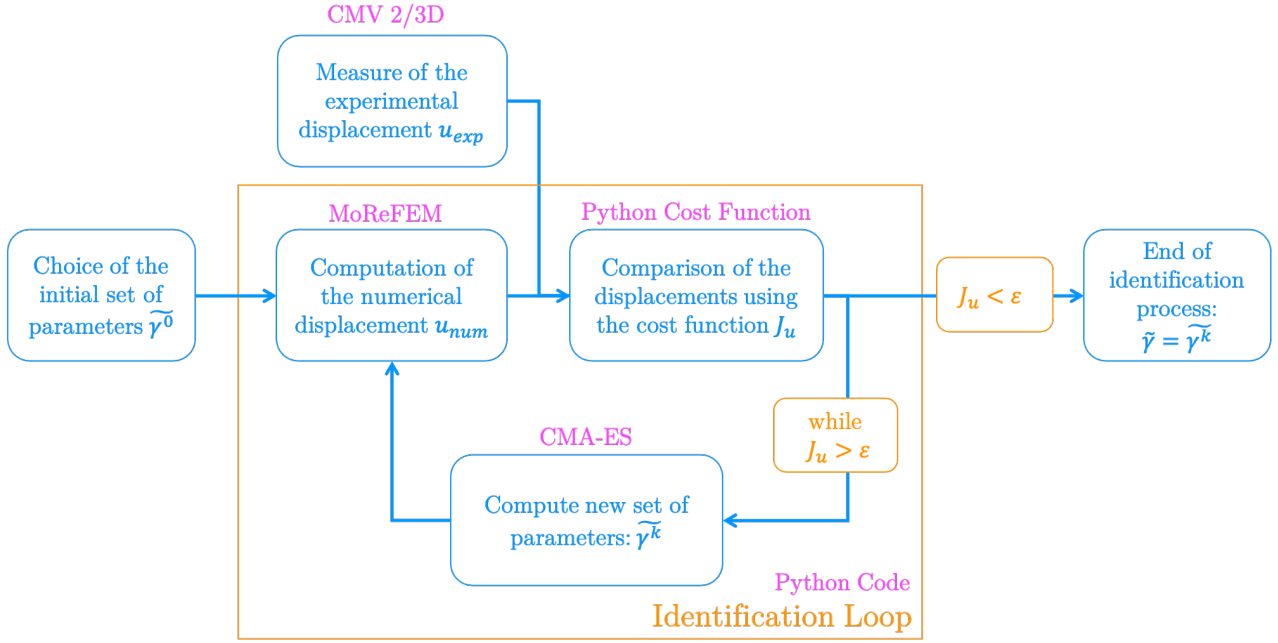 CMV 2/3D
Measure of the
experimental
displacement u_exp
MoReFEM
Python Cost Function
Choice of the
initial set of
parameters γ̃⁰
Computation of
the numerical
displacement u_num
Comparison of the
displacements using
the cost function J_u
J_u < ε
End of
identification
process:
γ̃ = γ̃ᵏ
while
J_u > ε
CMA-ES
Compute new set of
parameters: γ̃ᵏ
Python Code
Identification Loop